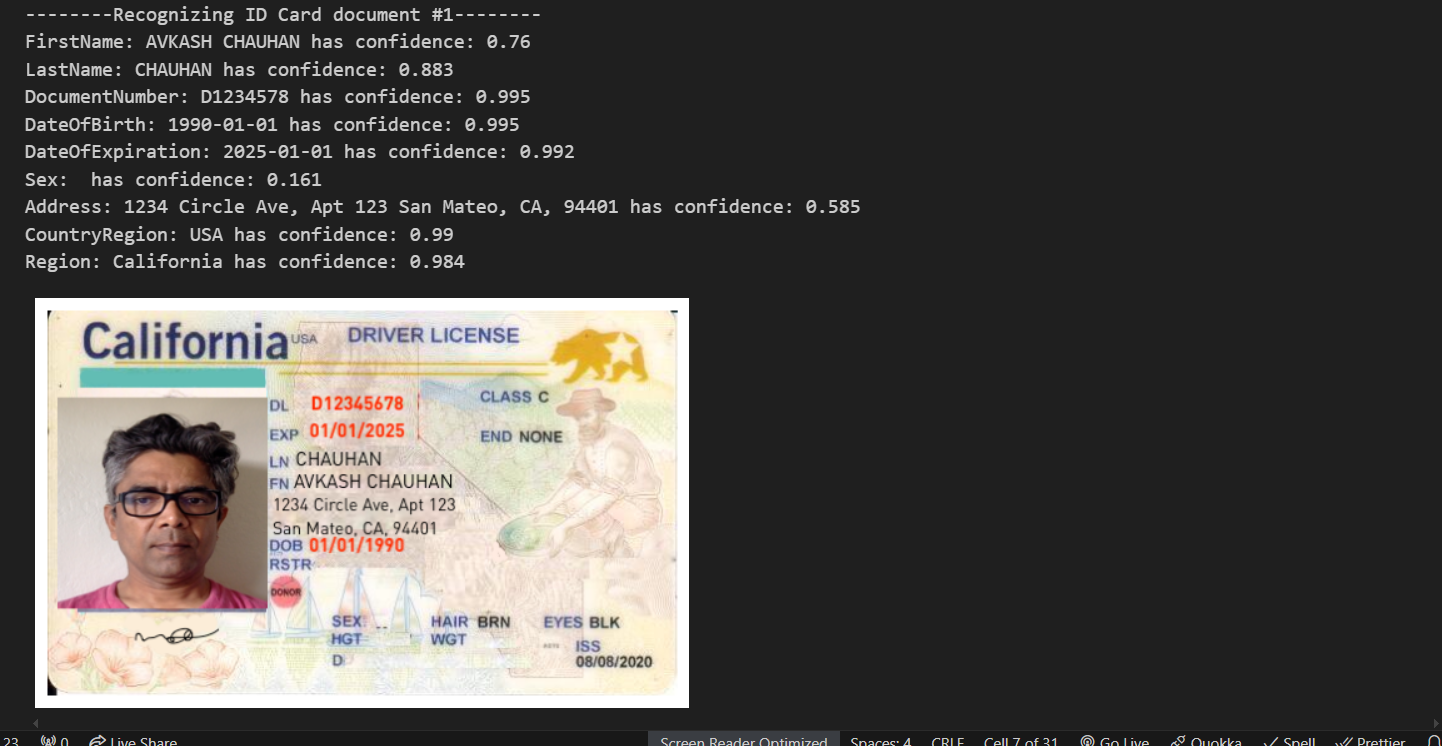 --------Recognizing ID Card document #1--------
FirstName: AVKASH CHAUHAN has confidence: 0.76
LastName: CHAUHAN has confidence: 0.883
DocumentNumber: D1234578 has confidence: 0.995
DateOfBirth: 1990-01-01 has confidence: 0.995
DateOfExpiration: 2025-01-01 has confidence: 0.992
Sex:  has confidence: 0.161
Address: 1234 Circle Ave, Apt 123 San Mateo, CA, 94401 has confidence: 0.585
CountryRegion: USA has confidence: 0.99
Region: California has confidence: 0.984
California USA DRIVER LICENSE
DL D12345678 CLASS C
EXP 01/01/2025 END NONE
LN CHAUHAN
FN AVKASH CHAUHAN
1234 Circle Ave, Apt 123
San Mateo, CA, 94401
DOB 01/01/1990
RSTR
DONOR
SEX -- HAIR BRN EYES BLK
HGT WGT ISS
D 08/08/2020
23 0 Live Share Screen Reader Optimized Spaces: 4 CRLF Cell 7 of 31 Go Live Quokka Spell Prettier